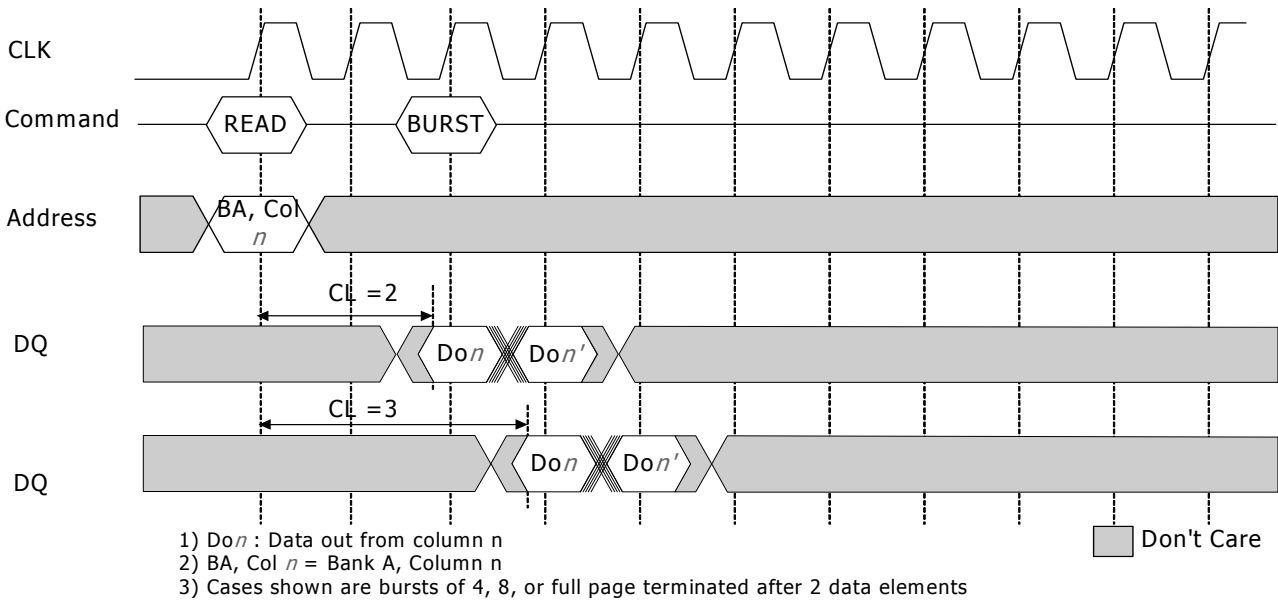 CLK
Command
READ
BURST
Address
BA, Col
n
CL =2
DQ
Don
Don'
CL =3
DQ
Don
Don'
1) Don : Data out from column n
2) BA, Col n = Bank A, Column n
3) Cases shown are bursts of 4, 8, or full page terminated after 2 data elements
Don't Care